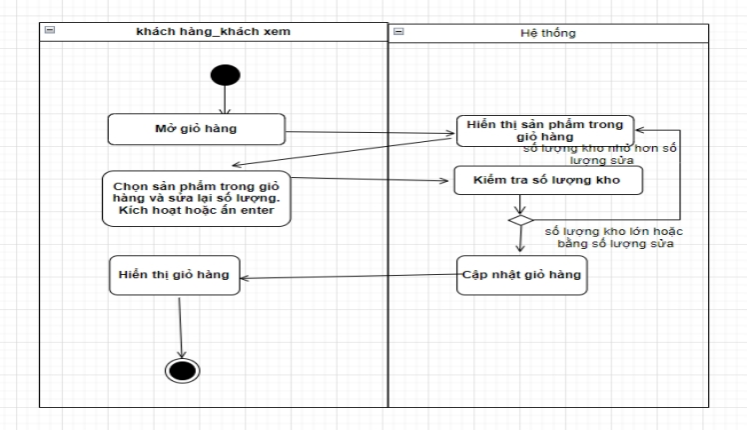 khách hàng_khách xem
Hệ thống
Mở giỏ hàng
Hiển thị sản phẩm trong
giỏ hàng
số lượng kho nhỏ hơn số
lượng sửa
Chọn sản phẩm trong giỏ
hàng và sửa lại số lượng.
Kích hoạt hoặc ấn enter
Kiểm tra số lượng kho
số lượng kho lớn hoặc
bằng số lượng sửa
Hiển thị giỏ hàng
Cập nhật giỏ hàng